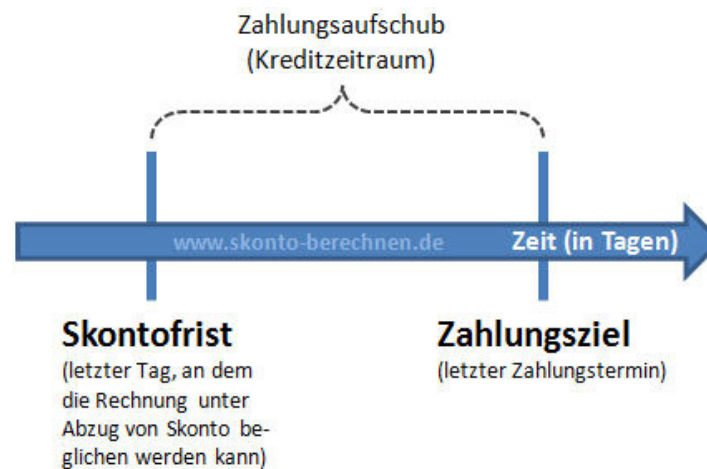 Zahlungsaufschub
(Kreditzeitraum)
www.skonto-berechnen.de
Zeit (in Tagen)
Skontofrist
(letzter Tag, an dem
die Rechnung unter
Abzug von Skonto be-
glichen werden kann)
Zahlungsziel
(letzter Zahlungstermin)